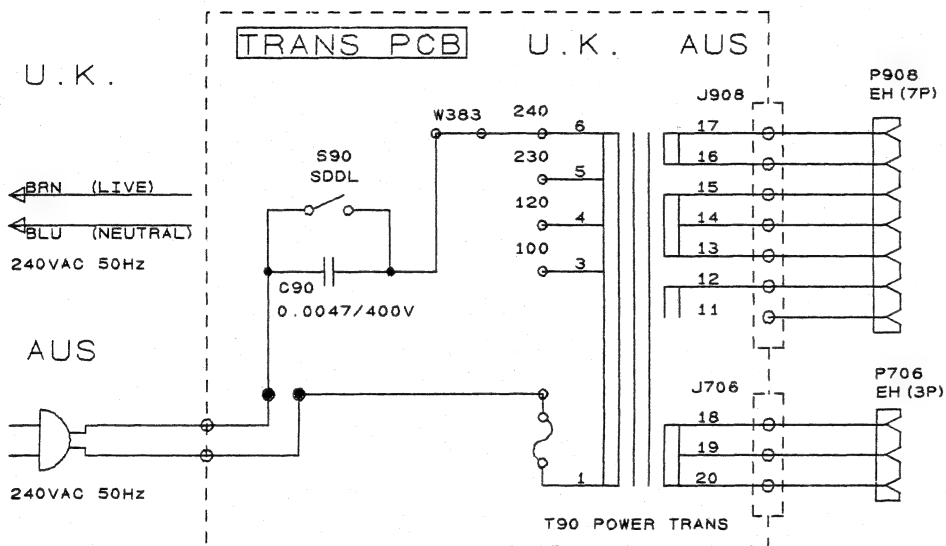 TRANS PCB
U.K. AUS
U.K.
P908
EH (7P)
J908
W383
240
6
17
S90
SDDL
230
5
16
BRN (LIVE)
15
120
4
14
BLU (NEUTRAL)
100
3
13
240VAC 50Hz
C90
0.0047/400V
12
11
AUS
P706
EH (3P)
J706
18
19
1
20
240VAC 50Hz
T90 POWER TRANS